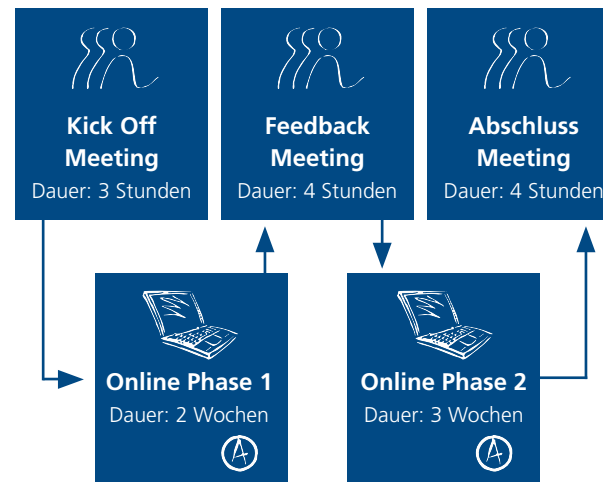 Kick Off
Meeting
Dauer: 3 Stunden
Feedback
Meeting
Dauer: 4 Stunden
Abschluss
Meeting
Dauer: 4 Stunden
Online Phase 1
Dauer: 2 Wochen
A
Online Phase 2
Dauer: 3 Wochen
A